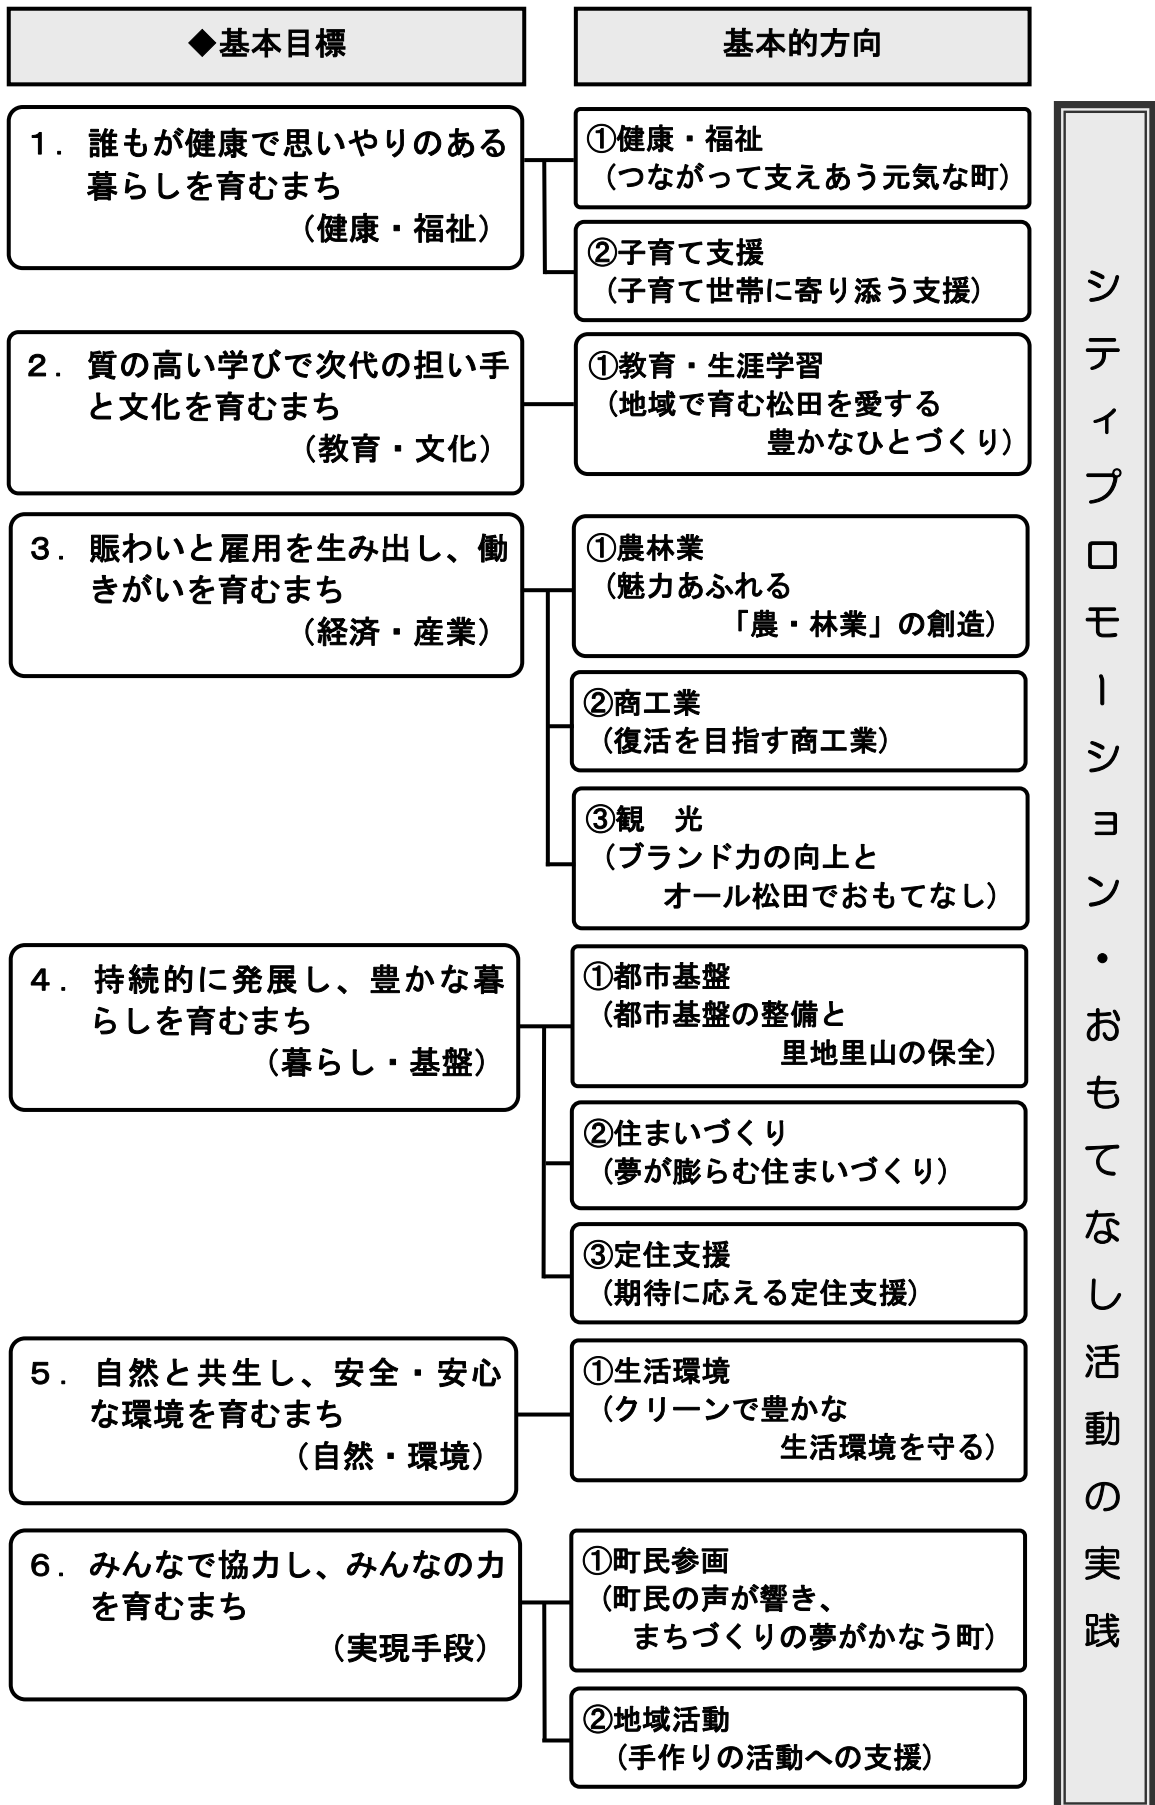 ◆基本目標
基本的方向
１．誰もが健康で思いやりのある
暮らしを育むまち
（健康・福祉）
①健康・福祉
（つながって支えあう元気な町）
②子育て支援
（子育て世帯に寄り添う支援）
２．質の高い学びで次代の担い手
と文化を育むまち
（教育・文化）
①教育・生涯学習
（地域で育む松田を愛する
豊かなひとづくり）
３．賑わいと雇用を生み出し、働
きがいを育むまち
（経済・産業）
①農林業
（魅力あふれる
「農・林業」の創造）
②商工業
（復活を目指す商工業）
③観　光
（ブランド力の向上と
オール松田でおもてなし）
４．持続的に発展し、豊かな暮
らしを育むまち
（暮らし・基盤）
①都市基盤
（都市基盤の整備と
里地里山の保全）
②住まいづくり
（夢が膨らむ住まいづくり）
③定住支援
（期待に応える定住支援）
５．自然と共生し、安全・安心
な環境を育むまち
（自然・環境）
①生活環境
（クリーンで豊かな
生活環境を守る）
６．みんなで協力し、みんなの力
を育むまち
（実現手段）
①町民参画
（町民の声が響き、
まちづくりの夢がかなう町）
②地域活動
（手作りの活動への支援）
シティプロモーション・おもてなし活動の実践